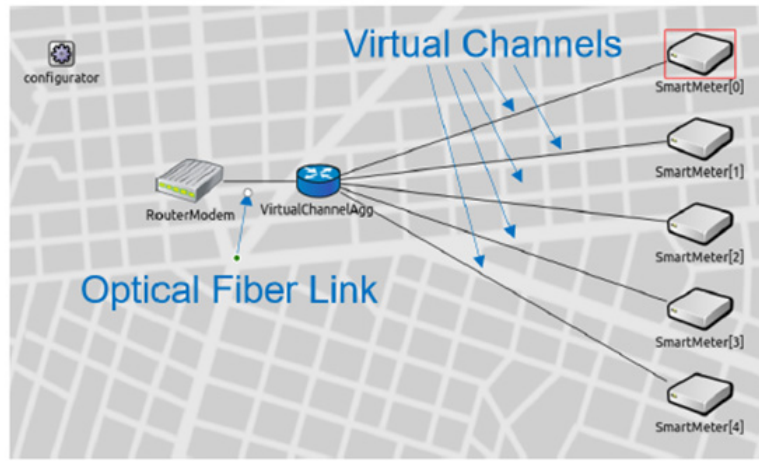 Virtual Channels
configurator
SmartMeter[0]
SmartMeter[1]
RouterModem
VirtualChannelAgg
SmartMeter[2]
Optical Fiber Link
SmartMeter[3]
SmartMeter[4]